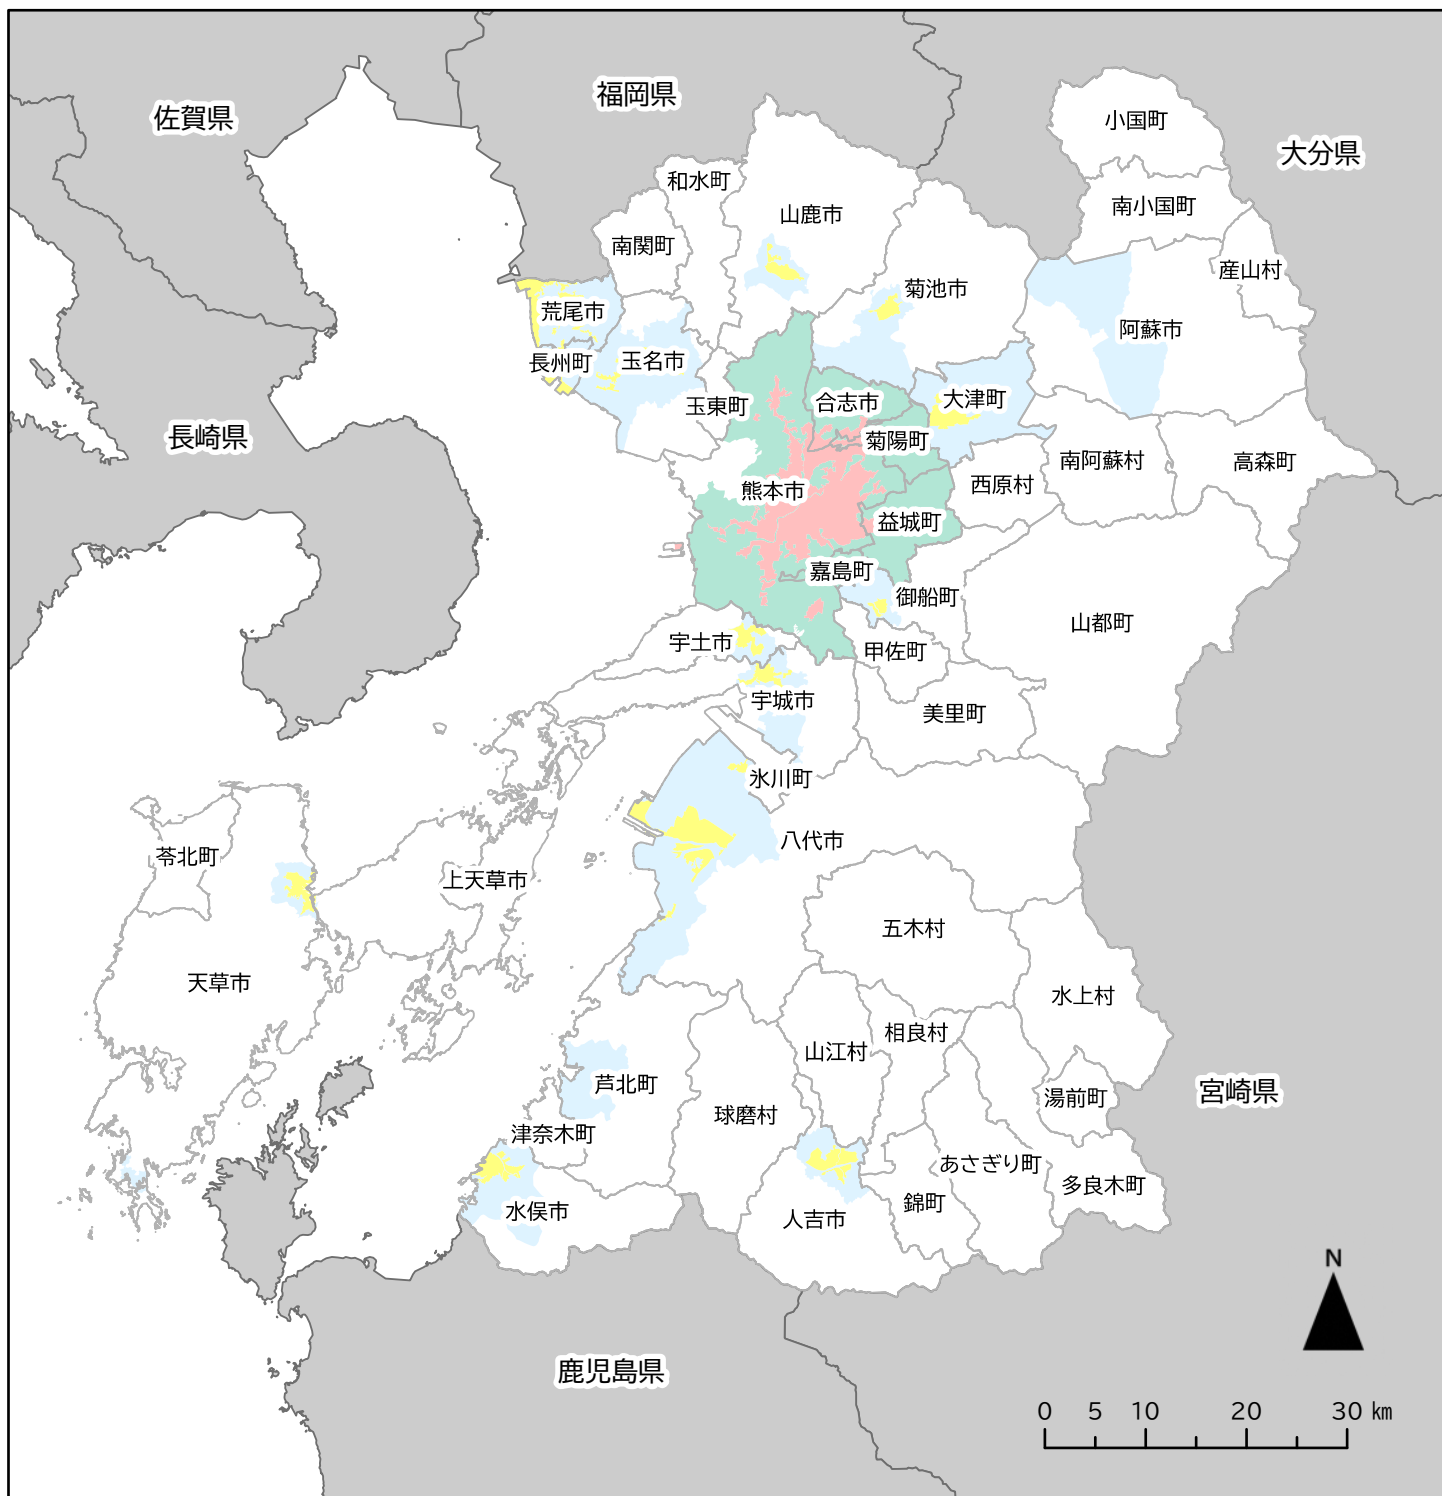 福岡県
佐賀県
小国町
大分県
和水町
南小国町
山鹿市
南関町
産山村
菊池市
荒尾市
阿蘇市
長州町
玉名市
大津町
玉東町
合志市
長崎県
菊陽町
南阿蘇村
高森町
西原村
熊本市
益城町
嘉島町
御船町
山都町
宇土市
甲佐町
宇城市
美里町
氷川町
八代市
苓北町
上天草市
五木村
天草市
水上村
相良村
山江村
芦北町
宮崎県
湯前町
球磨村
津奈木町
あさぎり町
多良木町
錦町
水俣市
人吉市
N
鹿児島県
0 5 10 20 30 ㎞